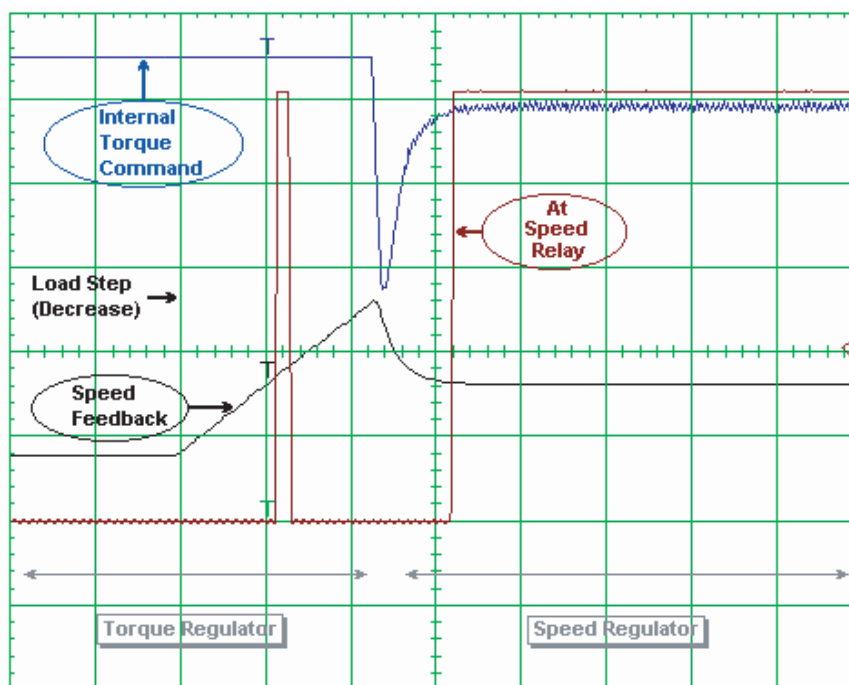 T
Internal
Torque
Command
At
Speed
Relay
Load Step
(Decrease)
T
Speed
Feedback
T
Torque Regulator
Speed Regulator